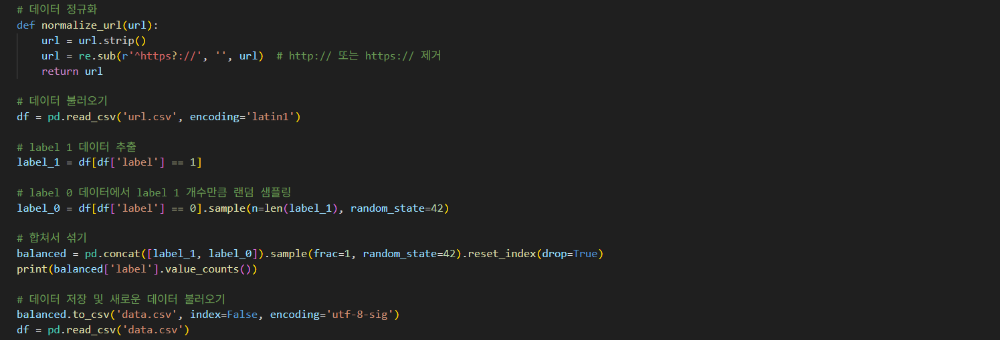 # 데이터 정규화
def normalize_url(url):
    url = url.strip()
    url = re.sub(r'^https?://', '', url)  # http:// 또는 https:// 제거
    return url

# 데이터 불러오기
df = pd.read_csv('url.csv', encoding='latin1')

# label 1 데이터 추출
label_1 = df[df['label'] == 1]

# label 0 데이터에서 label 1 개수만큼 랜덤 샘플링
label_0 = df[df['label'] == 0].sample(n=len(label_1), random_state=42)

# 합쳐서 섞기
balanced = pd.concat([label_1, label_0]).sample(frac=1, random_state=42).reset_index(drop=True)
print(balanced['label'].value_counts())

# 데이터 저장 및 새로운 데이터 불러오기
balanced.to_csv('data.csv', index=False, encoding='utf-8-sig')
df = pd.read_csv('data.csv')